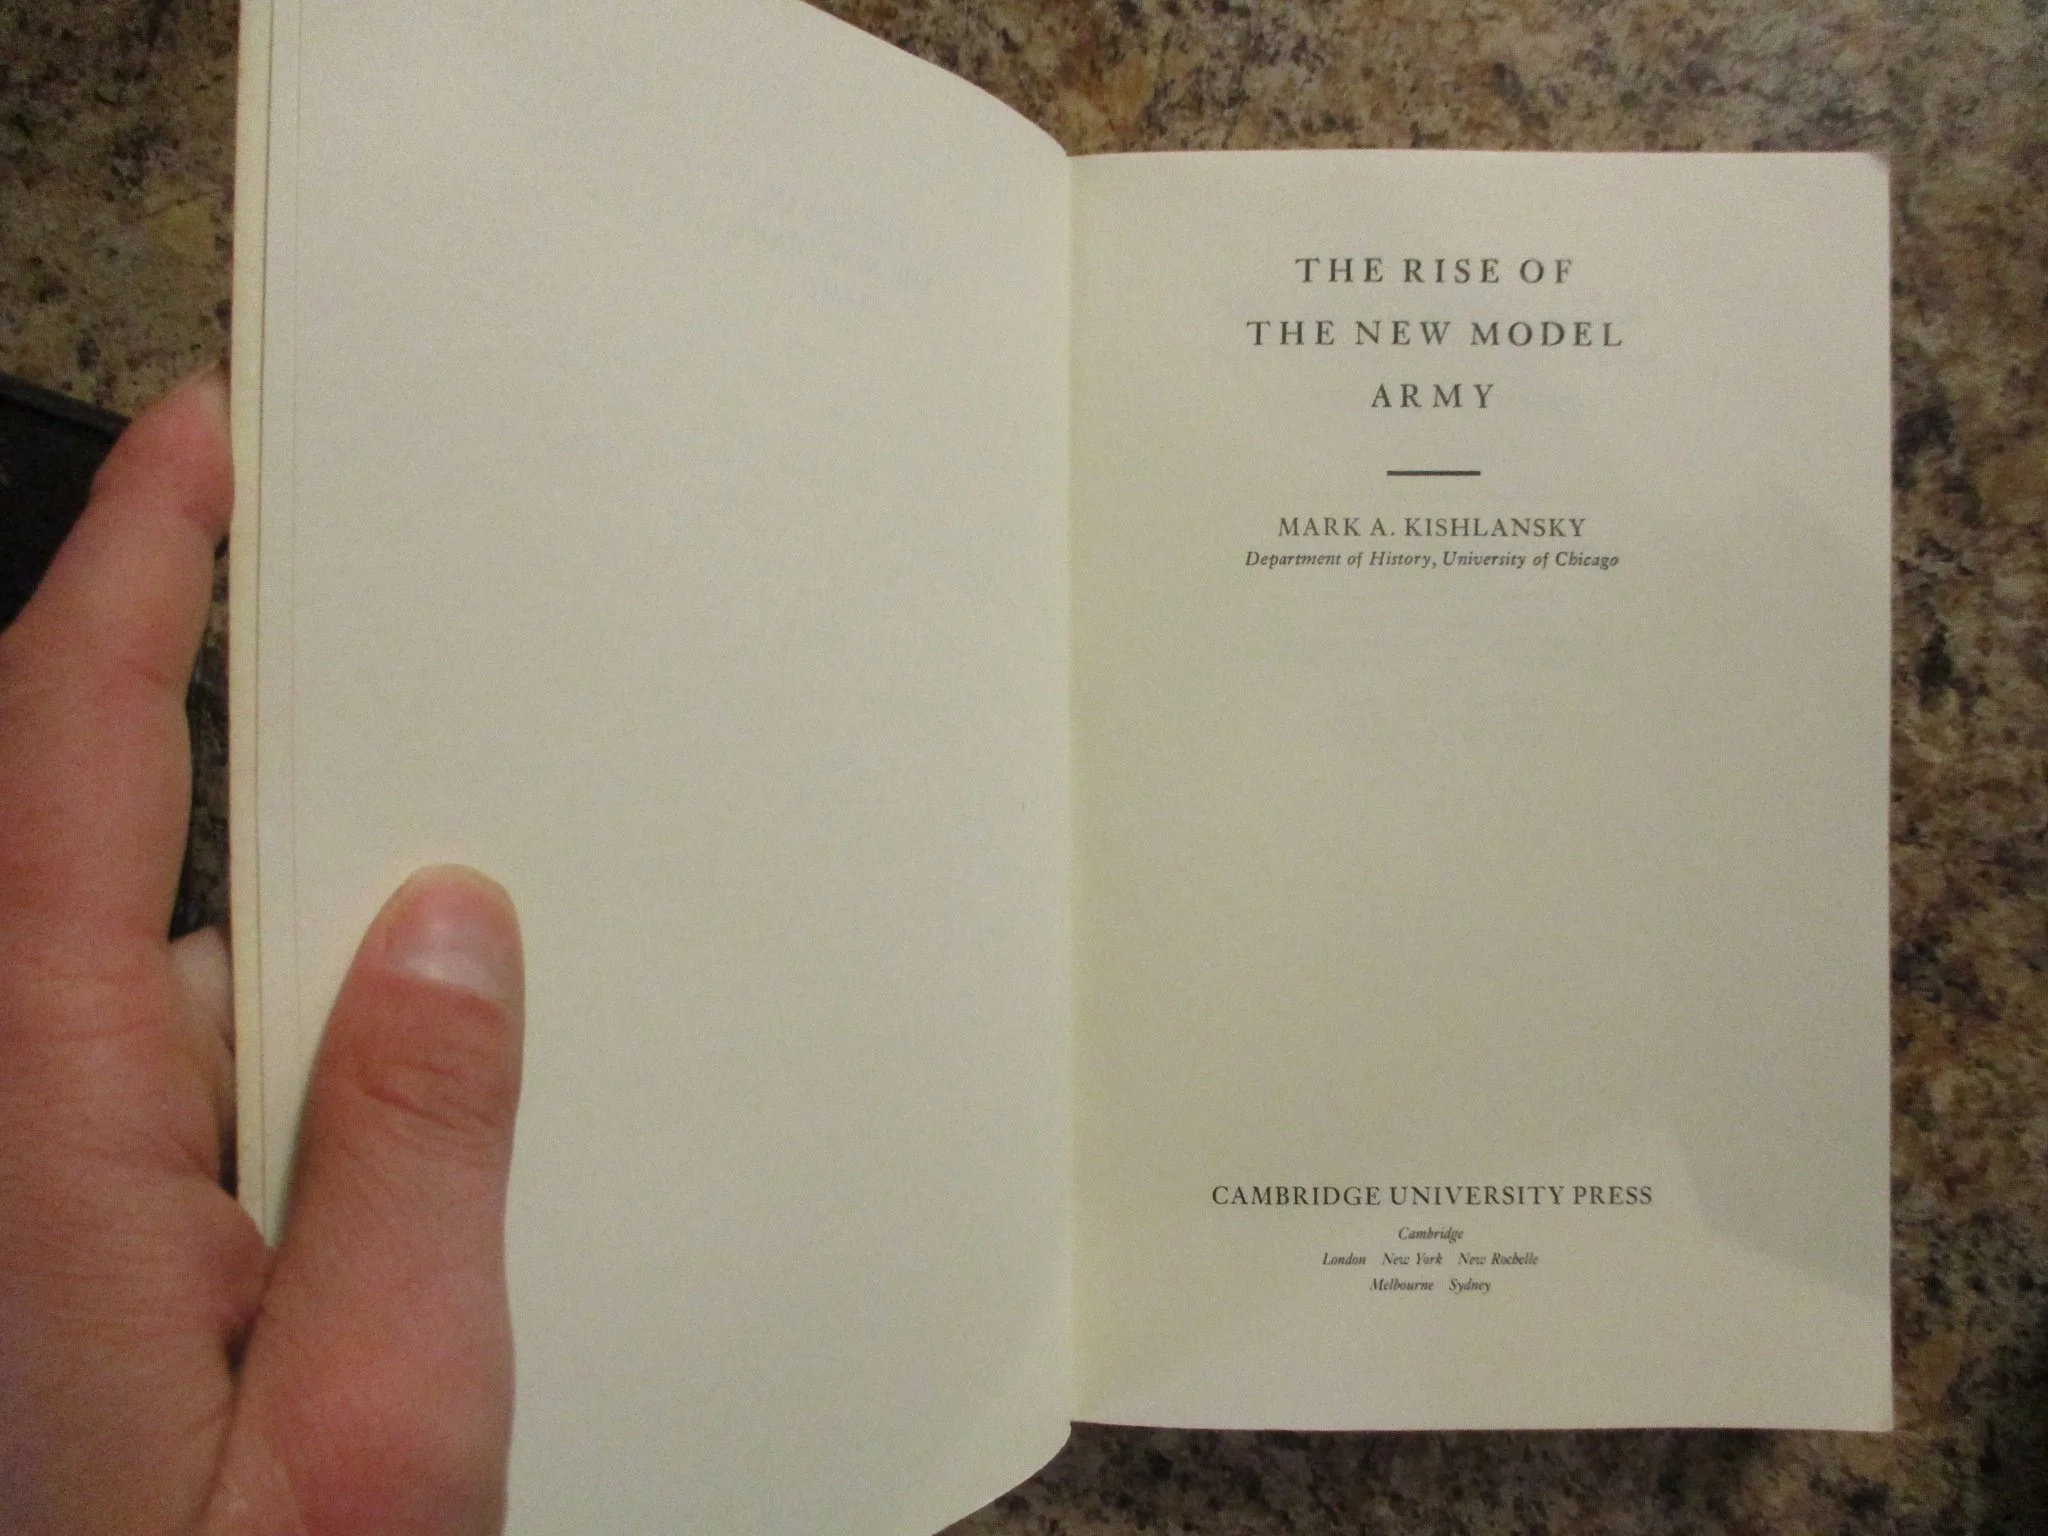 THE RISE OF
THE NEW MODEL
ARMY
MARK A. KISHLANSKY
Department of History, University of Chicago
CAMBRIDGE UNIVERSITY PRESS
Cambridge
London New York New Rochelle
Melbourne Sydney